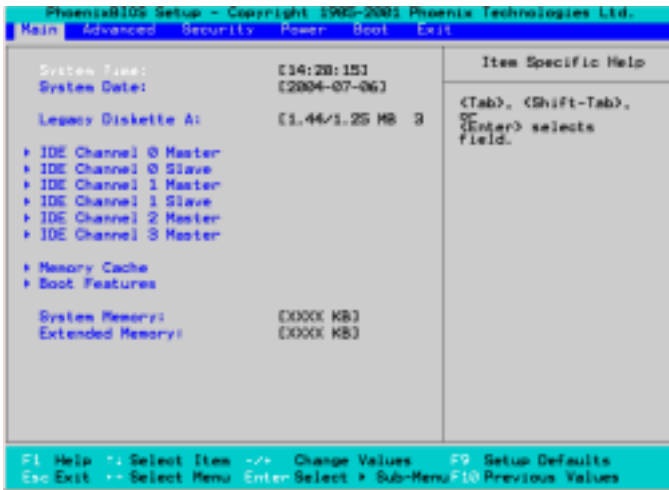 PhoenixBIOS Setup - Copyright 1985-2001 Phoenix Technologies Ltd.
Main Advanced Security Power Boot Exit
System Time: [14:20:15]
System Date: [2004-07-06]
Legacy Diskette A: [1.44/1.25 MB 3
IDE Channel 0 Master
IDE Channel 0 Slave
IDE Channel 1 Master
IDE Channel 1 Slave
IDE Channel 2 Master
IDE Channel 3 Master
Memory Cache
Boot Features
System Memory: [XXXX KB]
Extended Memory: [XXXX KB]
Item Specific Help
<Tab>, <Shift-Tab>,
or
<Enter> selects
field.
F1 Help ↑↓ Select Item -/+ Change Values F9 Setup Defaults
Esc Exit ↔ Select Menu Enter Select ▸ Sub-Menu F10 Previous Values